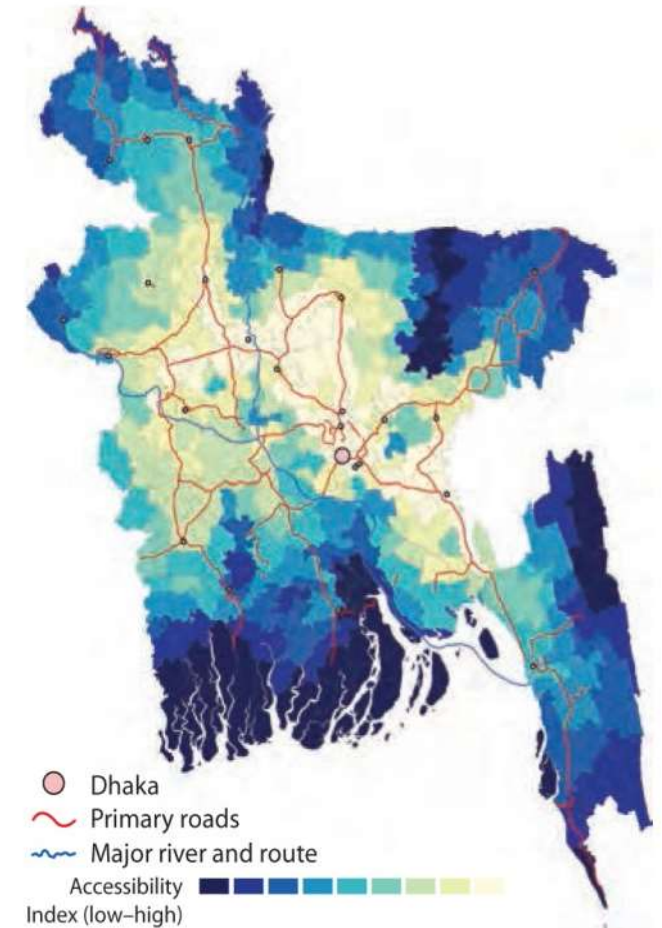 Dhaka
Primary roads
Major river and route
Accessibility
Index (low–high)